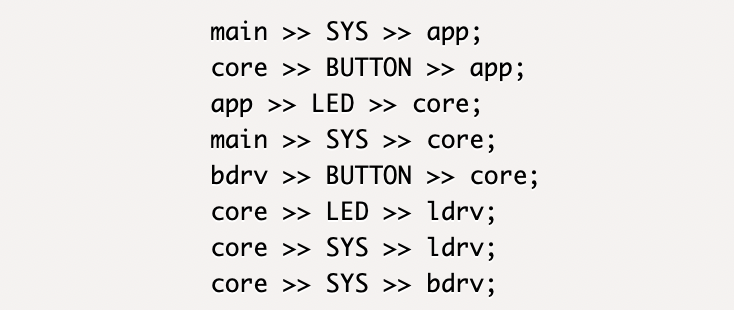 main >> SYS >> app;
core >> BUTTON >> app;
app >> LED >> core;
main >> SYS >> core;
bdrv >> BUTTON >> core;
core >> LED >> ldrv;
core >> SYS >> ldrv;
core >> SYS >> bdrv;